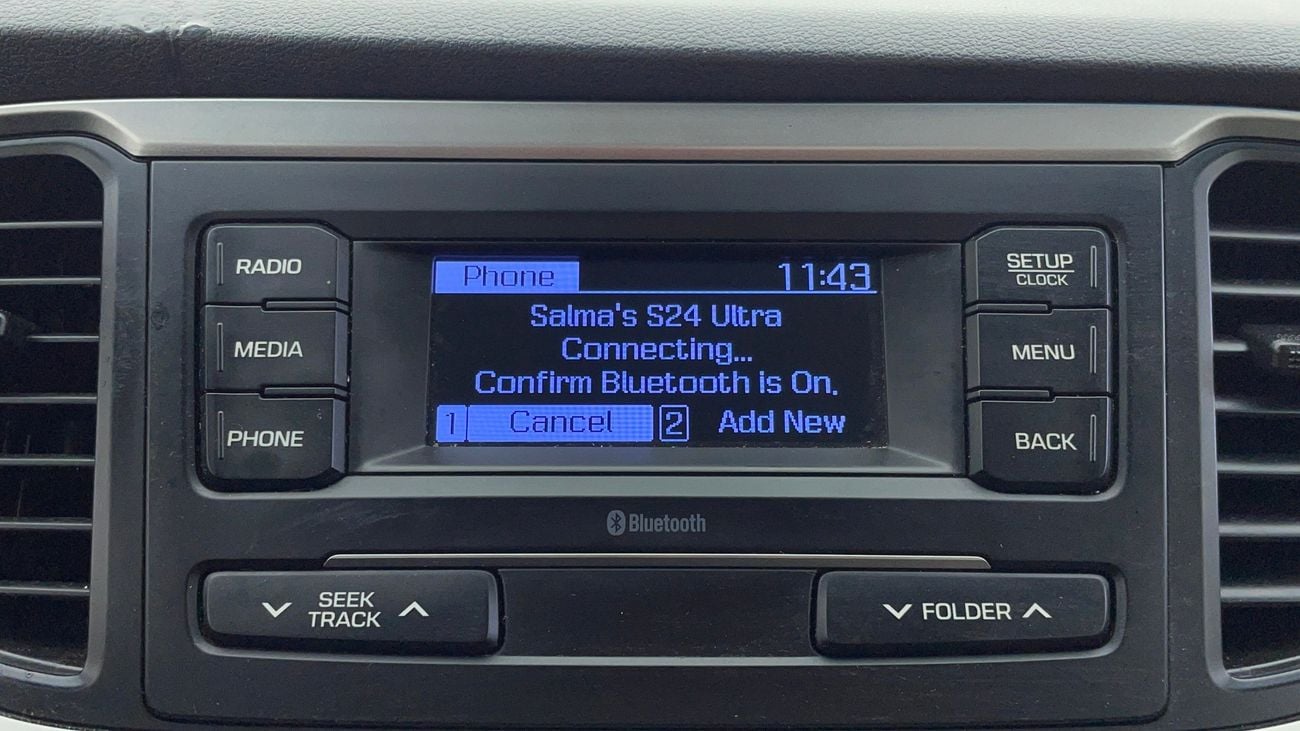 RADIO
MEDIA
PHONE
Phone 11:43
Salma's S24 Ultra
Connecting...
Confirm Bluetooth is On.
1 Cancel 2 Add New
SETUP
CLOCK
MENU
BACK
Bluetooth
SEEK
TRACK
FOLDER